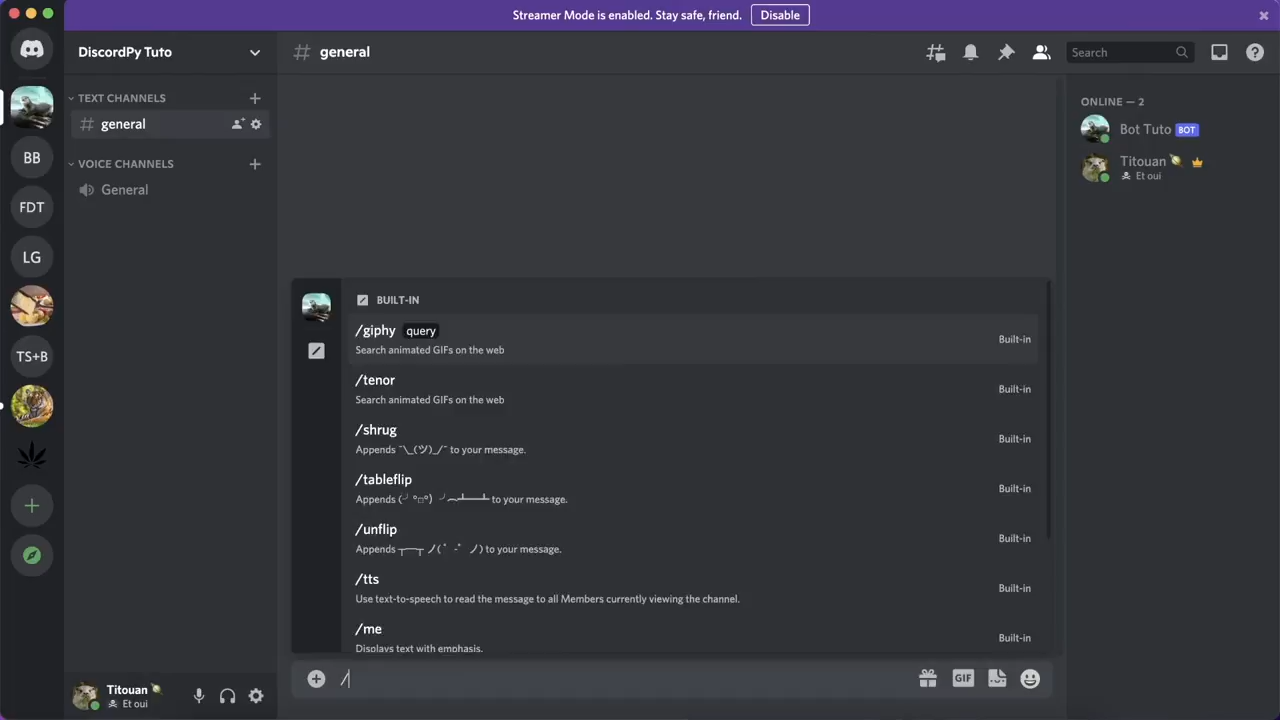 Streamer Mode is enabled. Stay safe, friend. Disable
DiscordPy Tuto
general
Search
TEXT CHANNELS
general
VOICE CHANNELS
General
BB
FDT
LG
TS+B
ONLINE — 2
Bot Tuto BOT
Titouan
Et oui
BUILT-IN
/giphy query
Search animated GIFs on the web
Built-in
/tenor
Search animated GIFs on the web
Built-in
/shrug
Appends ¯\_(ツ)_/¯ to your message.
Built-in
/tableflip
Appends (╯°□°)╯︵ ┻━┻ to your message.
Built-in
/unflip
Appends ┬─┬ ノ( ゜-゜ノ) to your message.
Built-in
/tts
Use text-to-speech to read the message to all Members currently viewing the channel.
Built-in
/me
Displays text with emphasis.
Built-in
/
GIF
Titouan
Et oui